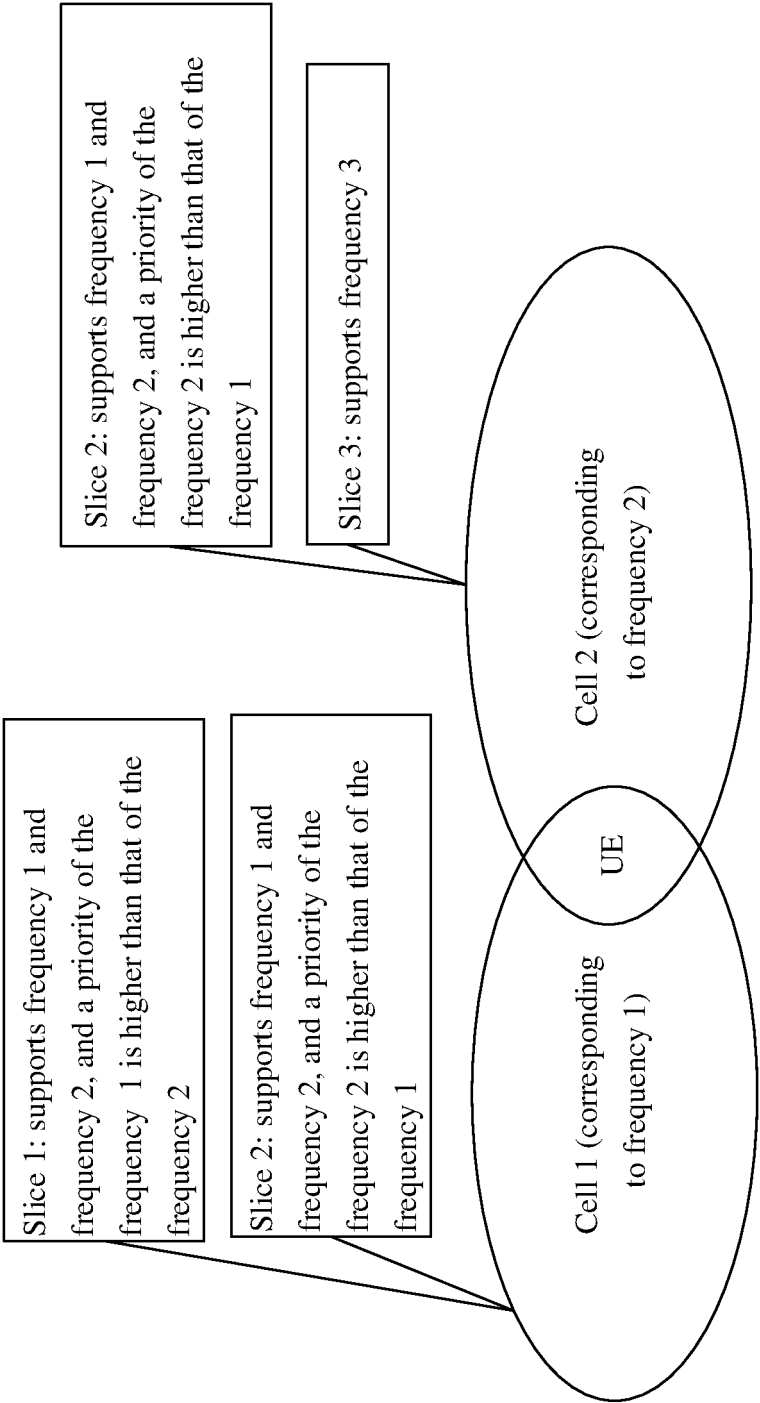 Slice 1: supports frequency 1 and
frequency 2, and a priority of the
frequency 1 is higher than that of the
frequency 2
Slice 2: supports frequency 1 and
frequency 2, and a priority of the
frequency 2 is higher than that of the
frequency 1
Slice 2: supports frequency 1 and
frequency 2, and a priority of the
frequency 2 is higher than that of the
frequency 1
Slice 3: supports frequency 3
Cell 1 (corresponding
to frequency 1)
UE
Cell 2 (corresponding
to frequency 2)